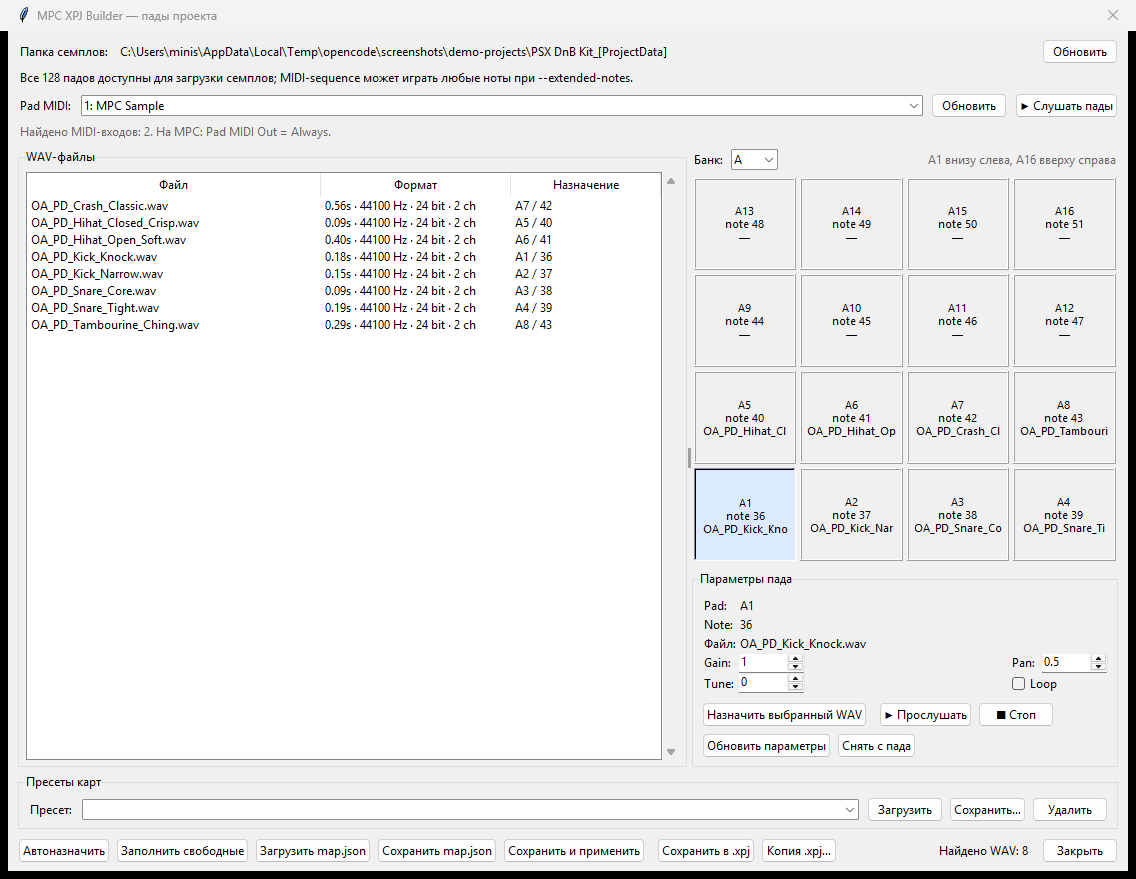 MPC XPJ Builder — пады проекта
Папка семплов: C:\Users\minis\AppData\Local\Temp\opencode\screenshots\demo-projects\PSX DnB Kit_[ProjectData]
Обновить
Все 128 падов доступны для загрузки семплов; MIDI-sequence может играть любые ноты при --extended-notes.
Pad MIDI: 1: MPC Sample Обновить ► Слушать пады
Найдено MIDI-входов: 2. На MPC: Pad MIDI Out = Always.
WAV-файлы
Файл Формат Назначение
OA_PD_Crash_Classic.wav 0.56s · 44100 Hz · 24 bit · 2 ch A7 / 42
OA_PD_Hihat_Closed_Crisp.wav 0.09s · 44100 Hz · 24 bit · 2 ch A5 / 40
OA_PD_Hihat_Open_Soft.wav 0.40s · 44100 Hz · 24 bit · 2 ch A6 / 41
OA_PD_Kick_Knock.wav 0.18s · 44100 Hz · 24 bit · 2 ch A1 / 36
OA_PD_Kick_Narrow.wav 0.15s · 44100 Hz · 24 bit · 2 ch A2 / 37
OA_PD_Snare_Core.wav 0.09s · 44100 Hz · 24 bit · 2 ch A3 / 38
OA_PD_Snare_Tight.wav 0.19s · 44100 Hz · 24 bit · 2 ch A4 / 39
OA_PD_Tambourine_Ching.wav 0.29s · 44100 Hz · 24 bit · 2 ch A8 / 43
Банк: A A1 внизу слева, A16 вверху справа
A13 A14 A15 A16
note 48 note 49 note 50 note 51
— — — —
A9 A10 A11 A12
note 44 note 45 note 46 note 47
— — — —
A5 A6 A7 A8
note 40 note 41 note 42 note 43
OA_PD_Hihat_Cl OA_PD_Hihat_Op OA_PD_Crash_Cl OA_PD_Tambouri
A1 A2 A3 A4
note 36 note 37 note 38 note 39
OA_PD_Kick_Kno OA_PD_Kick_Nar OA_PD_Snare_Co OA_PD_Snare_Ti
Параметры пада
Pad: A1
Note: 36
Файл: OA_PD_Kick_Knock.wav
Gain: 1 Pan: 0.5
Tune: 0 Loop
Назначить выбранный WAV ► Прослушать ■ Стоп
Обновить параметры Снять с пада
Пресеты карт
Пресет: Загрузить Сохранить... Удалить
Автоназначить Заполнить свободные Загрузить map.json Сохранить map.json Сохранить и применить Сохранить в .xpj Копия .xpj... Найдено WAV: 8 Закрыть